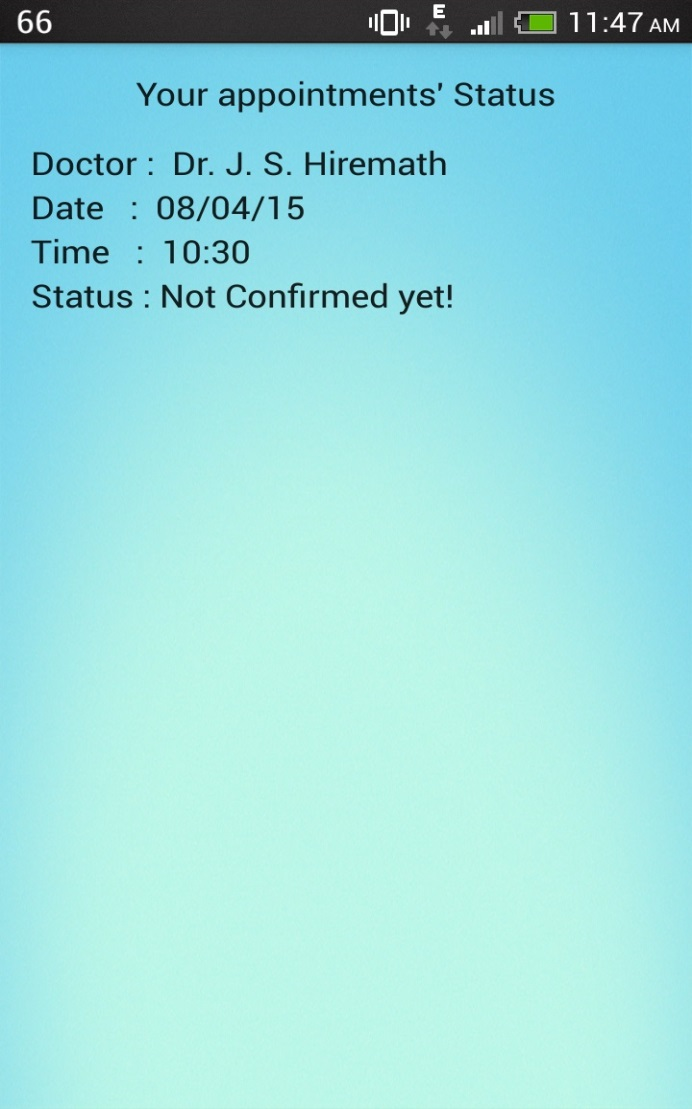 66 E 11:47 AM
Your appointments' Status
Doctor : Dr. J. S. Hiremath
Date : 08/04/15
Time : 10:30
Status : Not Confirmed yet!